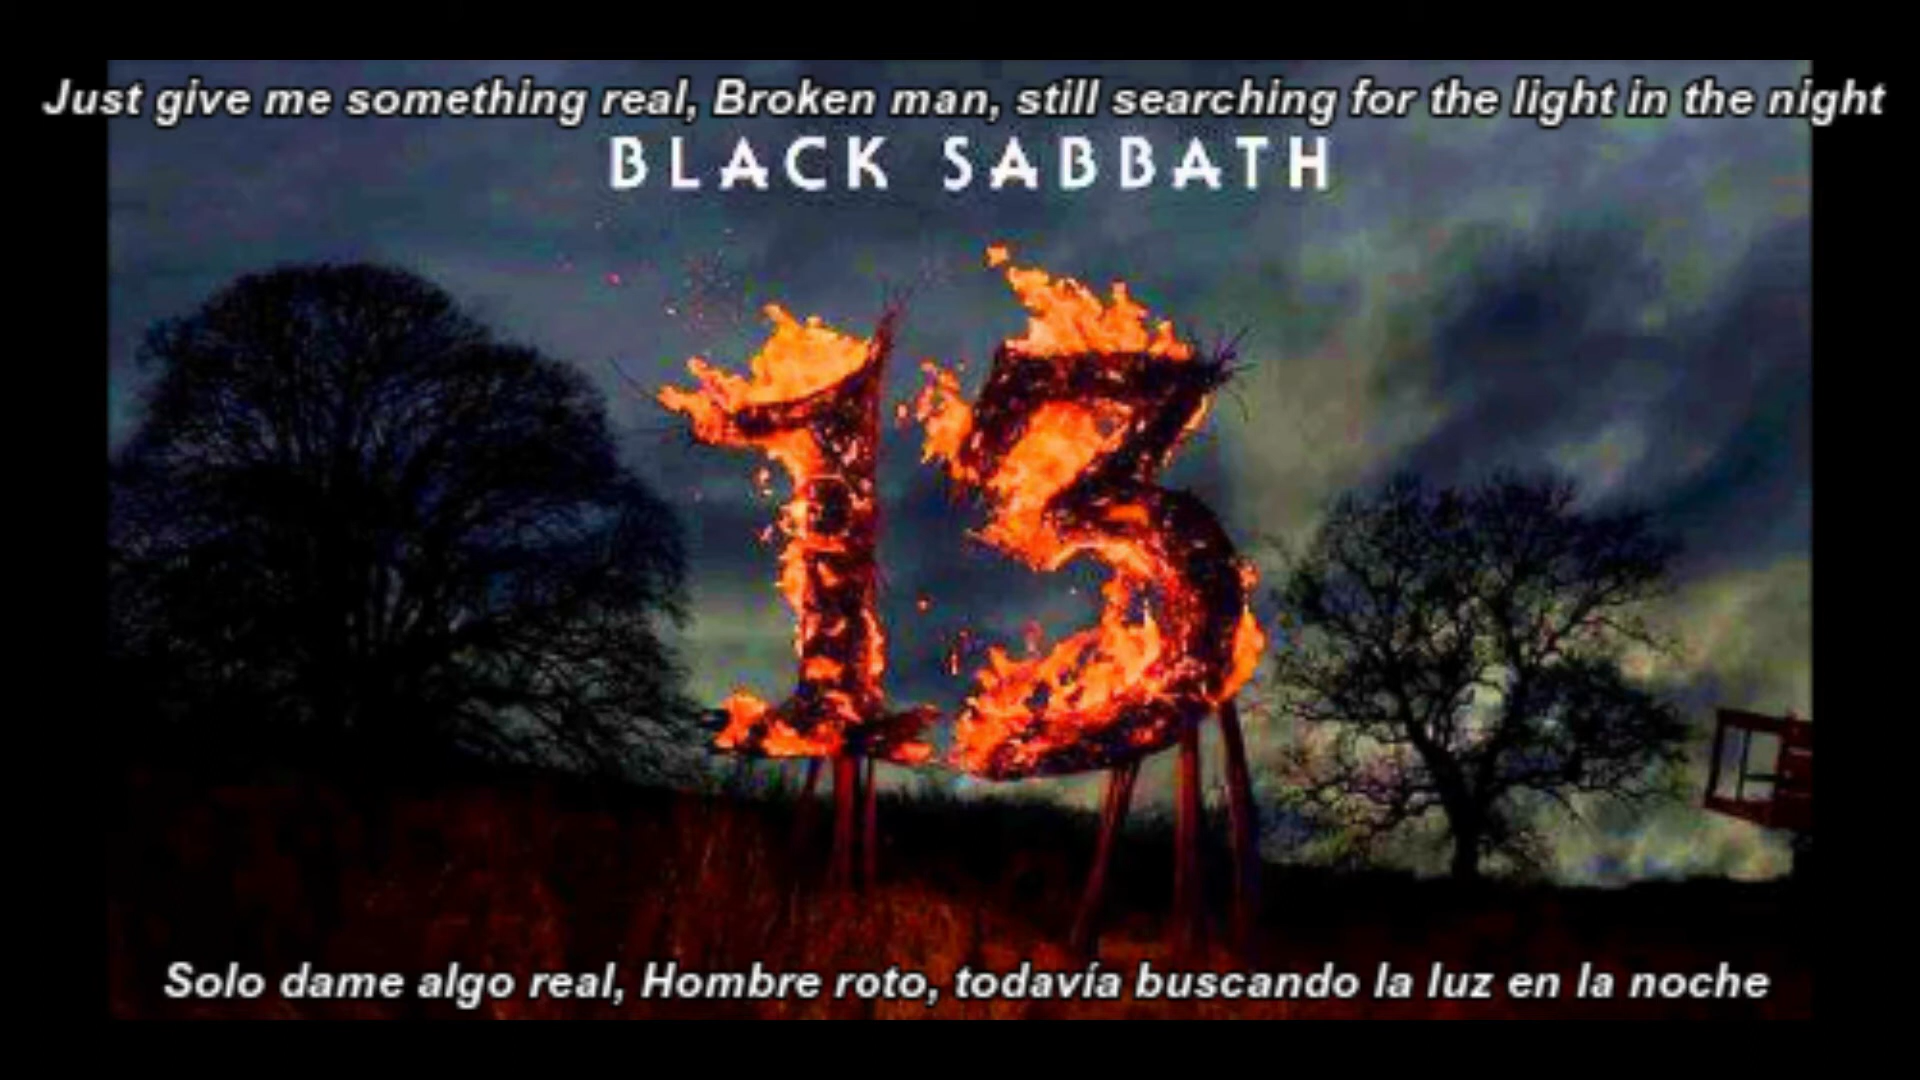 Just give me something real, Broken man, still searching for the light in the night
BLACK SABBATH
13
Solo dame algo real, Hombre roto, todavía buscando la luz en la noche